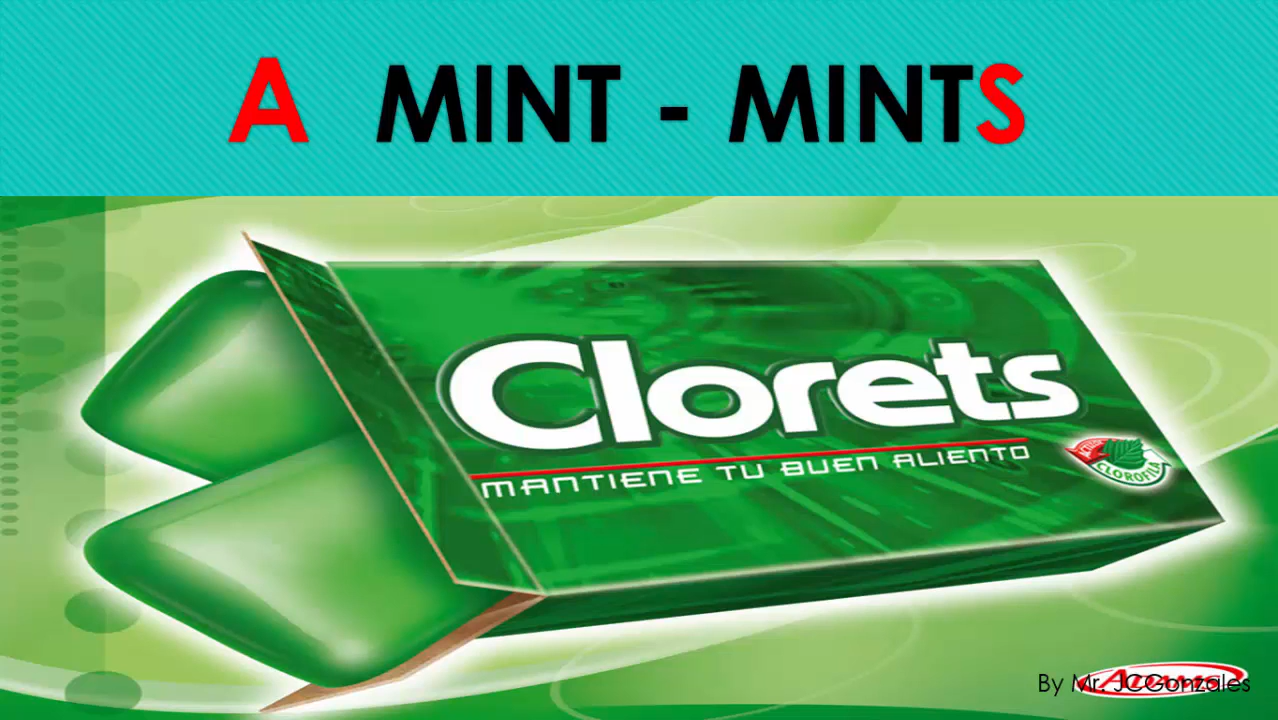 A MINT - MINTS
Clorets
MANTIENE TU BUEN ALIENTO
CLOROFILA
By Mr. JCGonzales